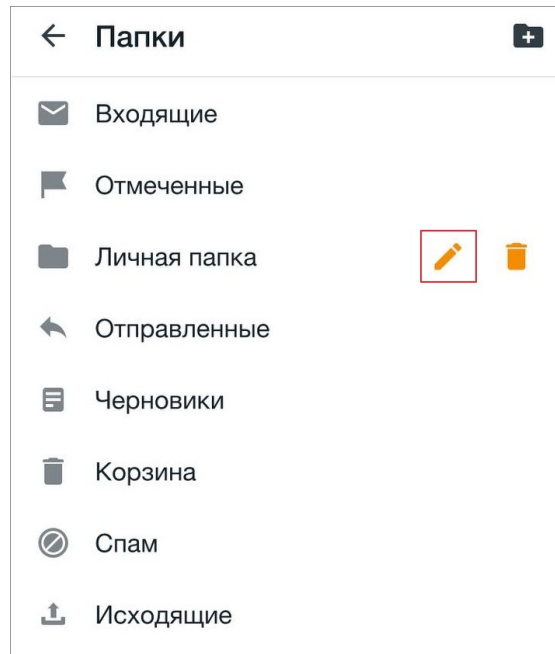 Папки
Входящие
Отмеченные
Личная папка
Отправленные
Черновики
Корзина
Спам
Исходящие